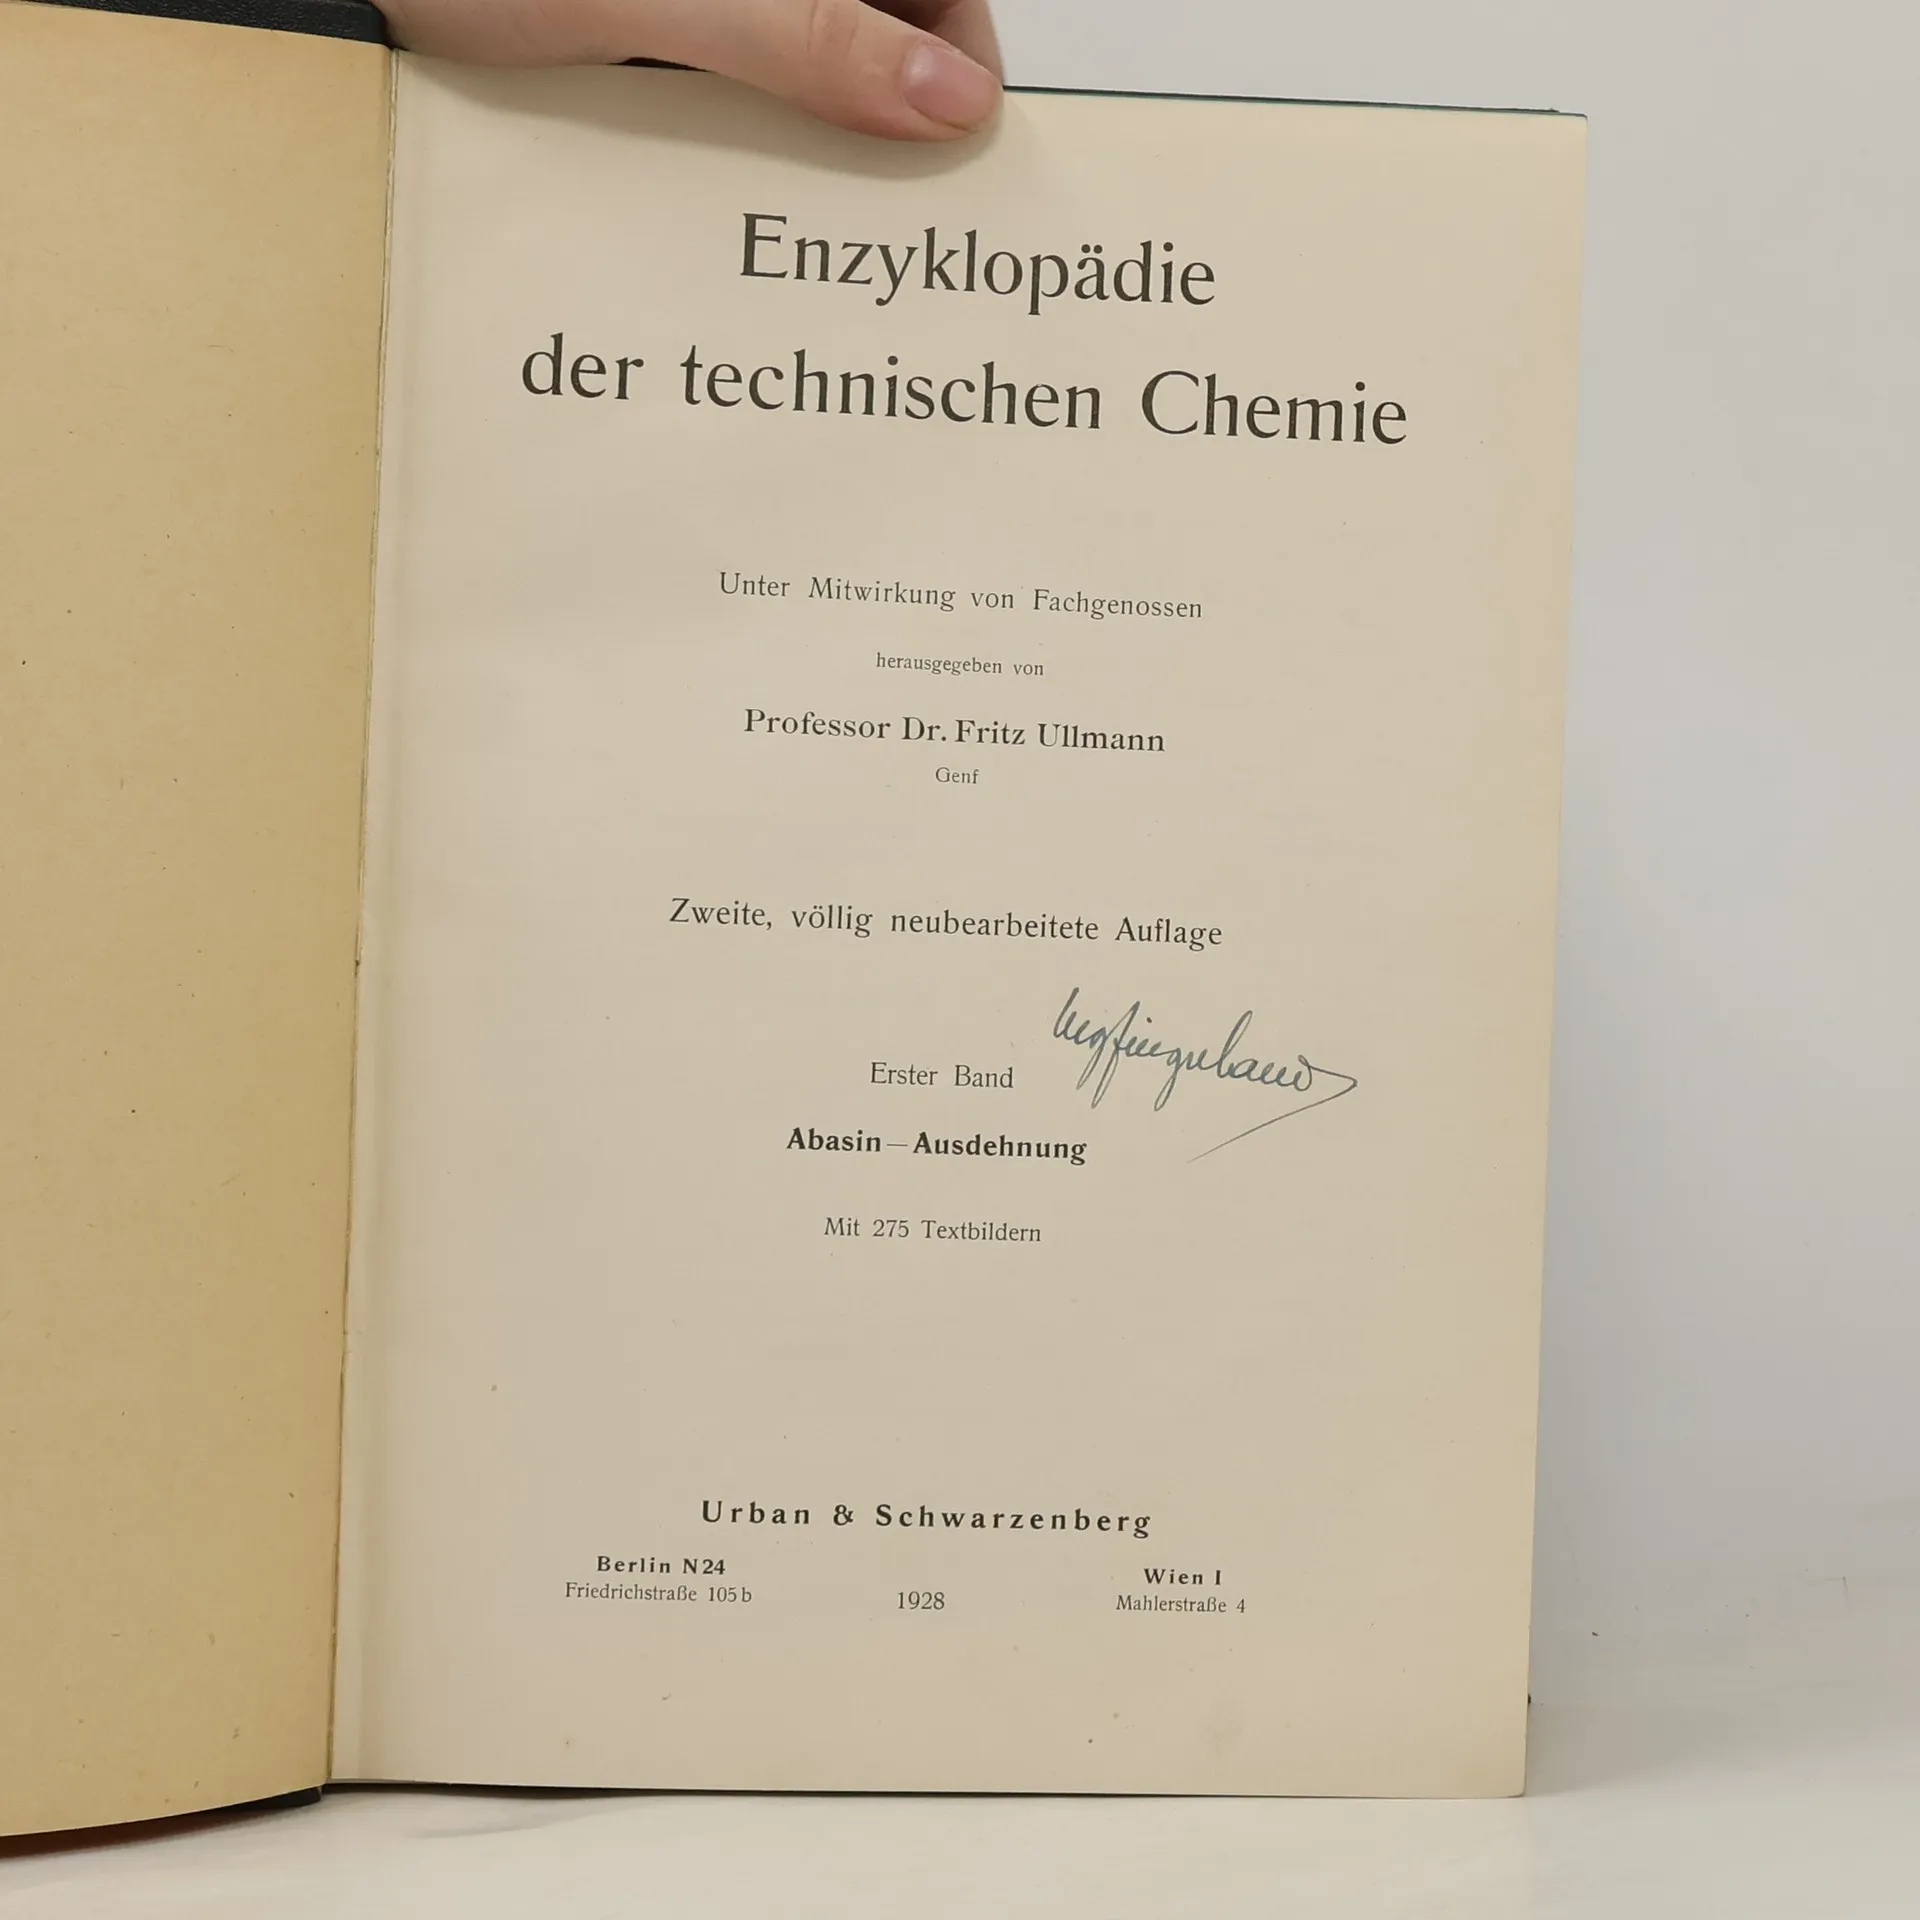 Enzyklopädie
der technischen Chemie
Unter Mitwirkung von Fachgenossen
herausgegeben von
Professor Dr. Fritz Ullmann
Genf
Zweite, völlig neubearbeitete Auflage
Erster Band
Abasin—Ausdehnung
Mit 275 Textbildern
Urban & Schwarzenberg
Berlin N24
Friedrichstraße 105b
1928
Wien I
Mahlerstraße 4